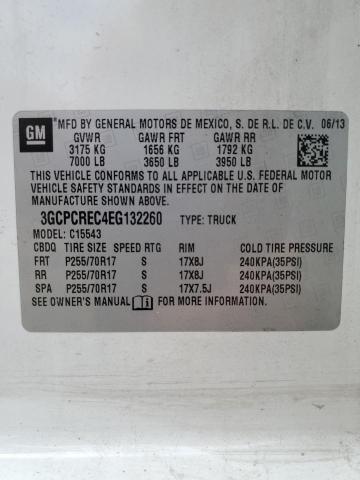 GM
MFD BY GENERAL MOTORS DE MEXICO, S. DE R.L. DE C.V. 06/13
GVWR GAWR FRT GAWR RR
3175 KG 1656 KG 1792 KG
7000 LB 3650 LB 3950 LB
THIS VEHICLE CONFORMS TO ALL APPLICABLE
U.S. FEDERAL MOTOR
VEHICLE SAFETY STANDARDS IN EFFECT ON THE DATE OF
MANUFACTURE SHOWN ABOVE.
3GCPCREC4EG132260 TYPE: TRUCK
MODEL: C15543
CBDQ TIRE SIZE SPEED RTG RIM COLD TIRE PRESSURE
FRT P255/70R17 S 17X8J 240KPA(35PSI)
RR P255/70R17 S 17X8J 240KPA(35PSI)
SPA P255/70R17 S 17X7.5J 240KPA(35PSI)
SEE OWNER'S MANUAL FOR MORE INFORMATION.